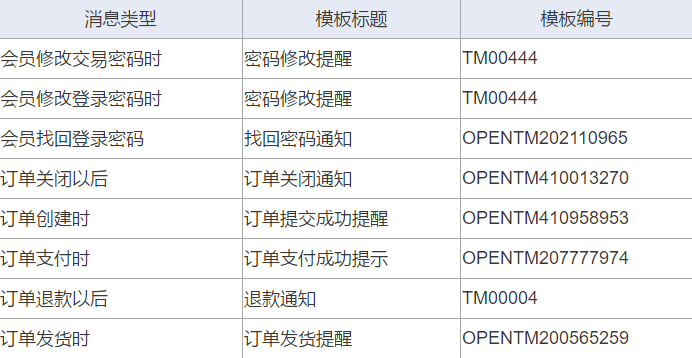 消息类型 模板标题 模板编号
会员修改交易密码时 密码修改提醒 TM00444
会员修改登录密码时 密码修改提醒 TM00444
会员找回登录密码 找回密码通知 OPENTM202110965
订单关闭以后 订单关闭通知 OPENTM410013270
订单创建时 订单提交成功提醒 OPENTM410958953
订单支付时 订单支付成功提示 OPENTM207777974
订单退款以后 退款通知 TM00004
订单发货时 订单发货提醒 OPENTM200565259